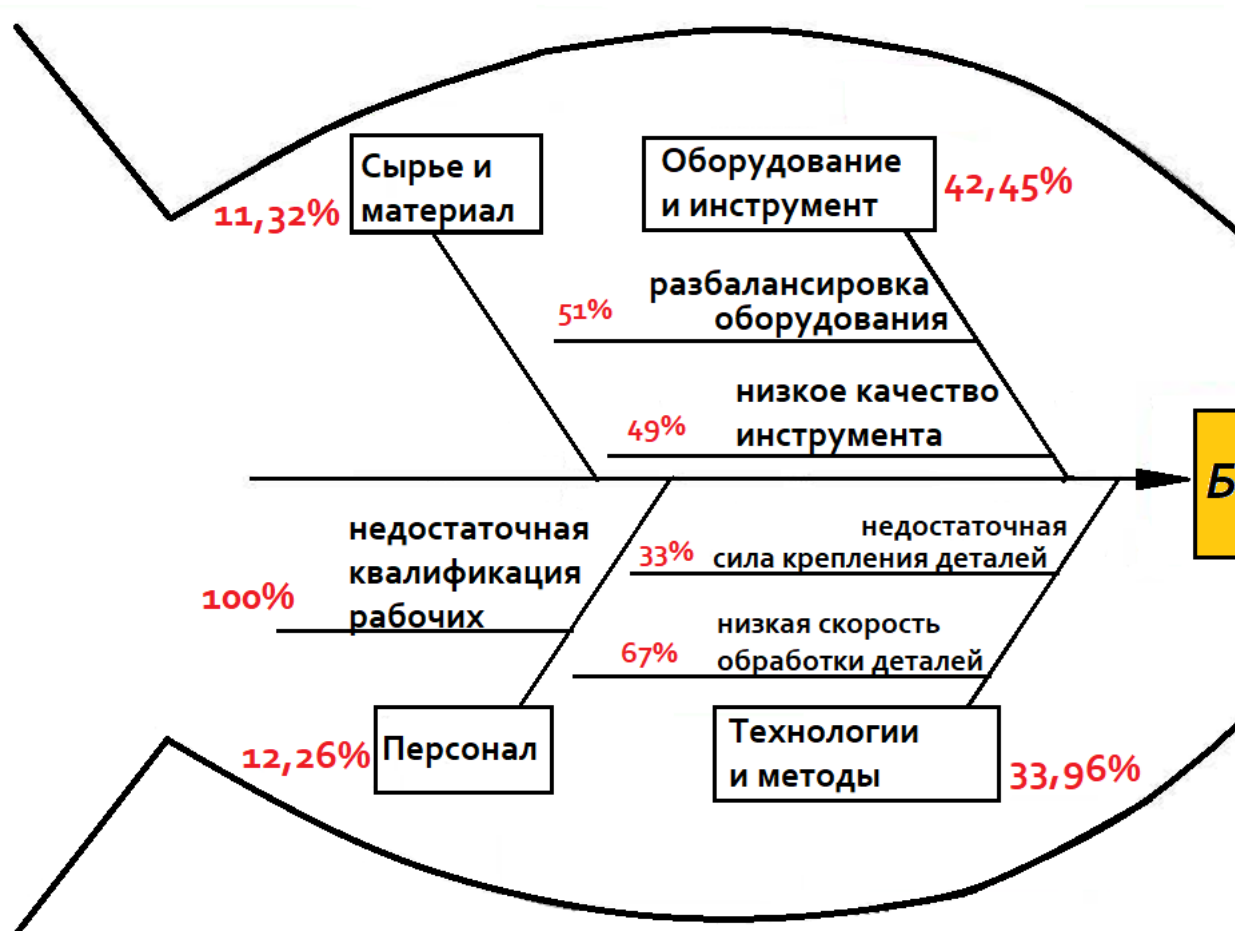 Сырье и
материал
11,32%
Оборудование
и инструмент
42,45%
разбалансировка
оборудования
51%
низкое качество
инструмента
49%
Б
недостаточная
квалификация
рабочих
100%
недостаточная
33% сила крепления деталей
низкая скорость
67% обработки деталей
12,26% Персонал
Технологии
и методы
33,96%